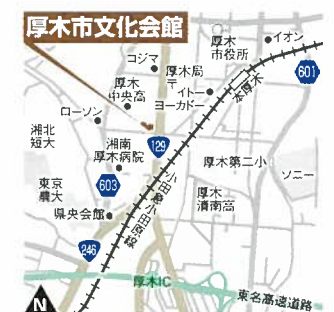 厚木市文化会館
厚木
市役所
イオン
コジマ
601
厚木
中央高
厚木局
〒
イトー
ヨーカドー
本厚木
ローソン
湘北
短大
湘南
厚木病院
129
厚木第二小
ソニー
東京
農大
603
厚木
清南高
小田急小田原線
県央会館
246
厚木IC
東名高速道路
N